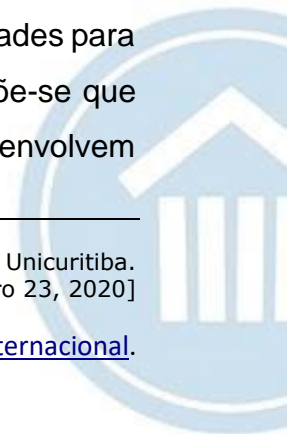 ades para
õe-se que
envolvem
Unicuritiba.
ro 23, 2020]
ternacional.